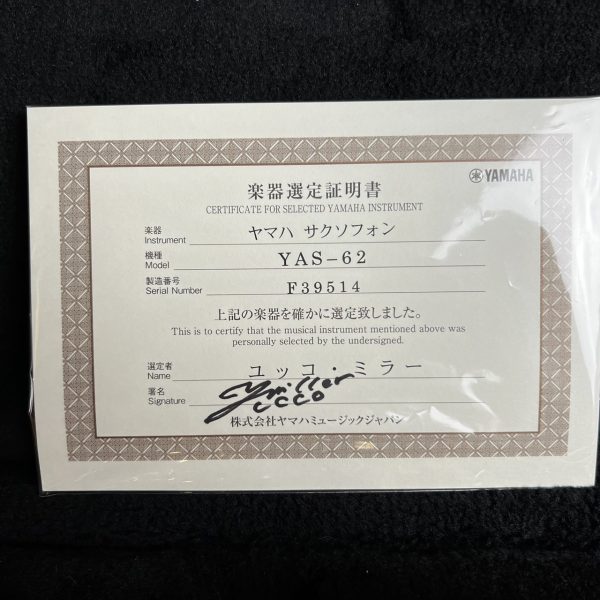 YAMAHA
楽器選定証明書
CERTIFICATE FOR SELECTED YAMAHA INSTRUMENT
楽器 ヤマハ サクソフォン
Instrument
機種 YAS-62
Model
製造番号 F39514
Serial Number
上記の楽器を確かに選定致しました。
This is to certify that the musical instrument mentioned above was
personally selected by the undersigned.
選定者 ユッコ・ミラー
Name
署名 Ymiller
Signature UCCO
株式会社ヤマハミュージックジャパン